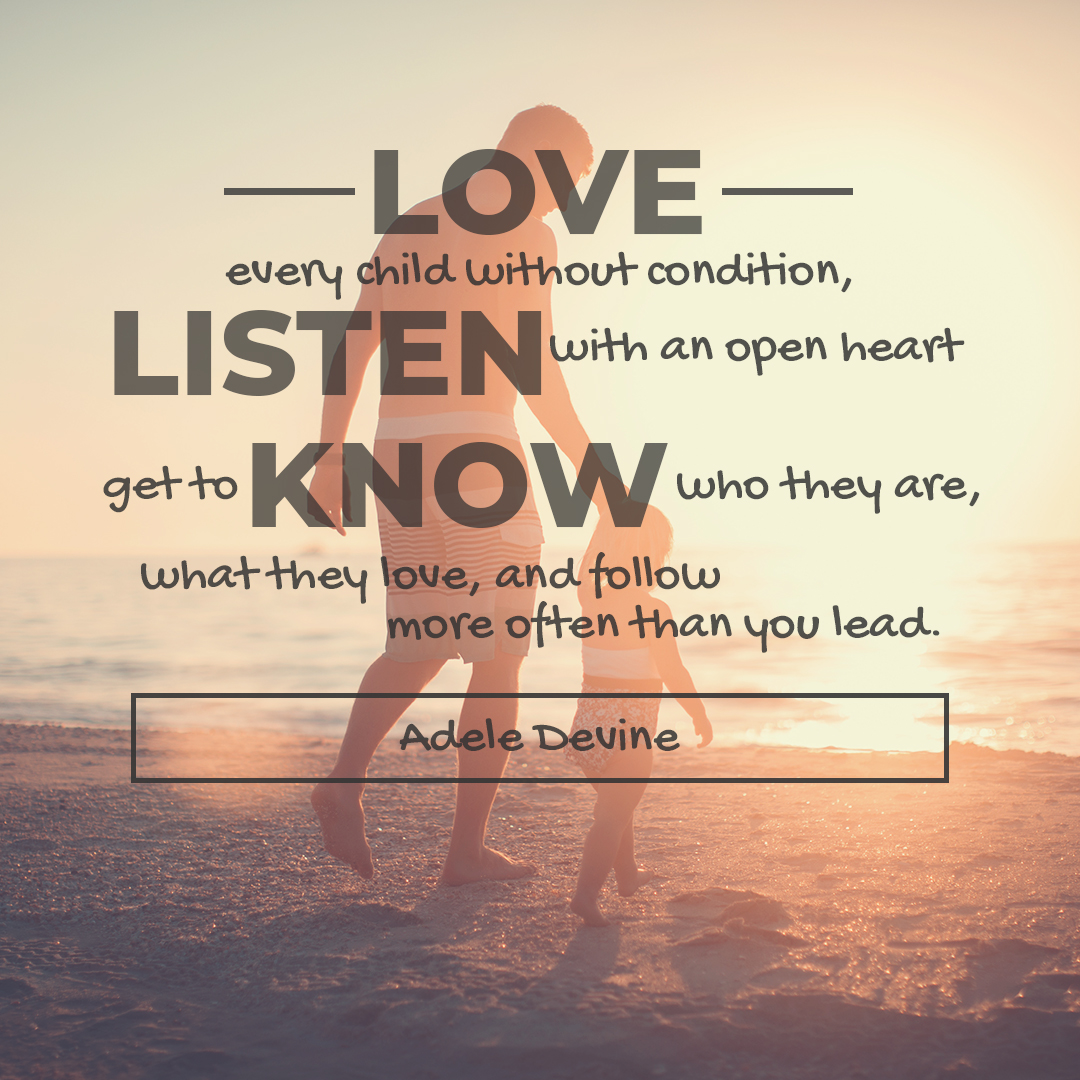 LOVE
every child without condition,
LISTEN with an open heart
get to KNOW who they are,
what they love, and follow
more often than you lead.
Adele Devine